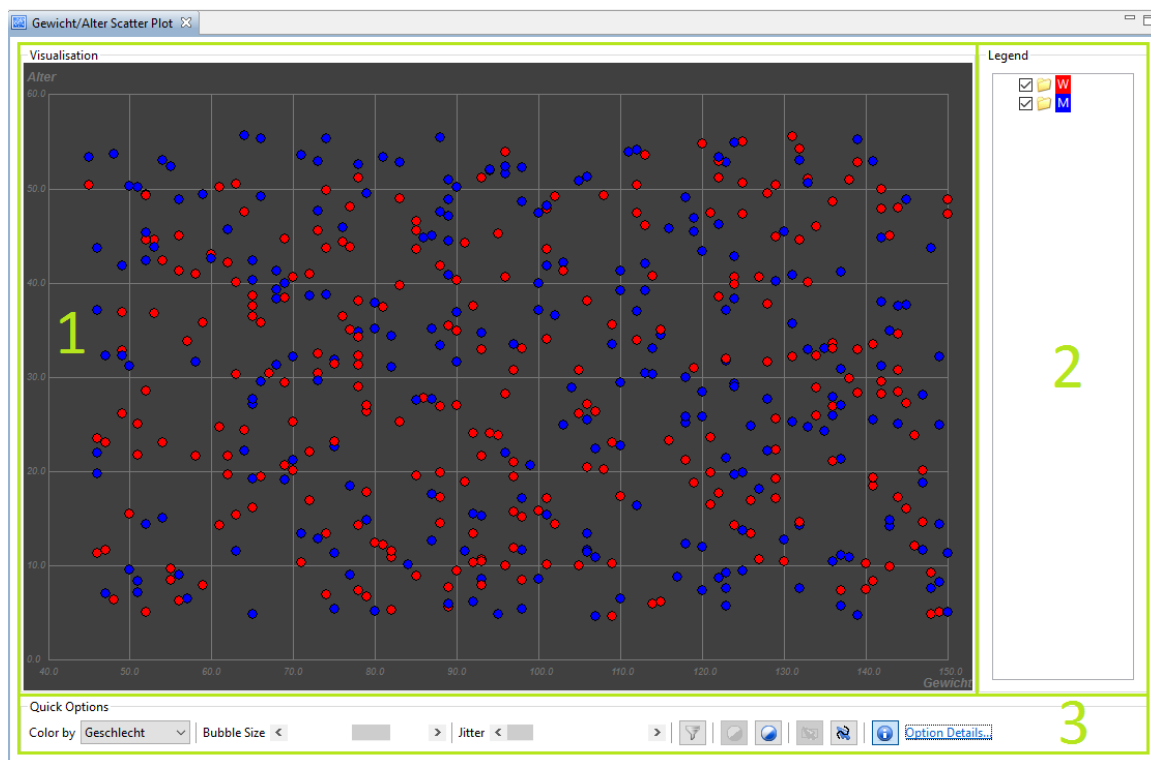 Gewicht/Alter Scatter Plot
Visualisation
Legend
Alter
W
M
60.0
50.0
40.0
30.0
20.0
10.0
0.0
40.0 50.0 60.0 70.0 80.0 90.0 100.0 110.0 120.0 130.0 140.0 150.0
Gewicht
1
2
3
Quick Options
Color by Geschlecht Bubble Size < > Jitter < > Option Details...